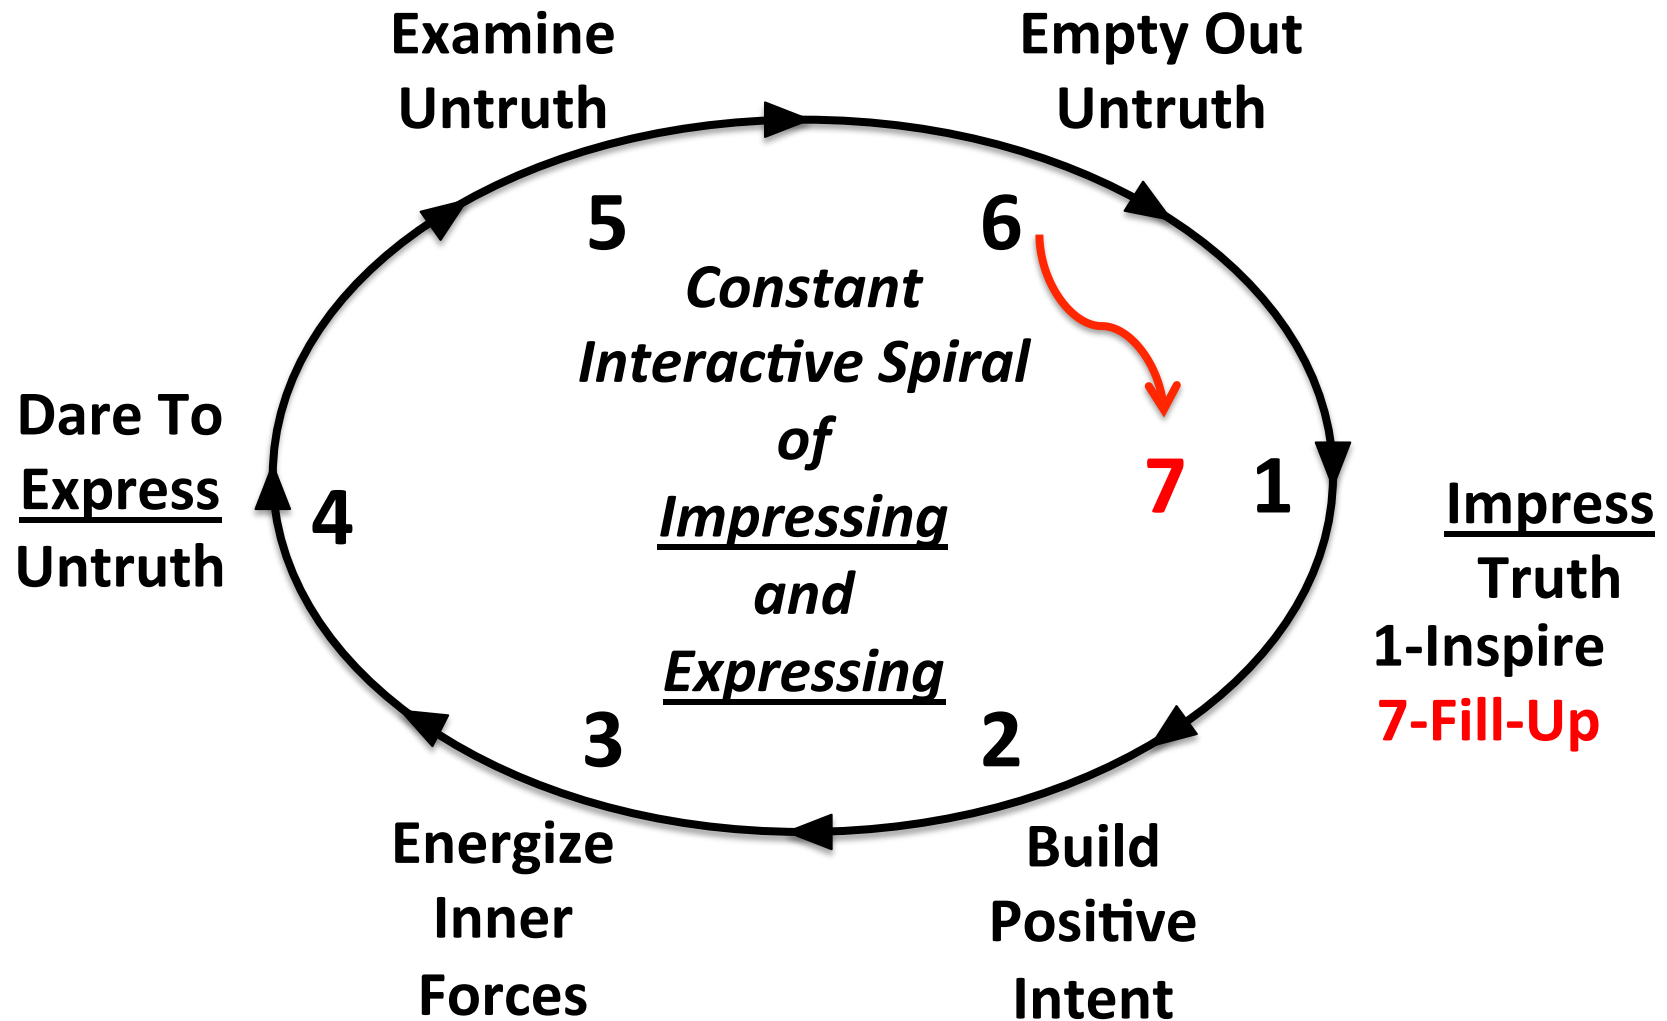 Examine
Untruth
Empty Out
Untruth
5
6
Constant
Interactive Spiral
of
Impressing
and
Expressing
7
1
Dare To
Express
Untruth
4
Impress
Truth
1-Inspire
7-Fill-Up
3
2
Energize
Inner
Forces
Build
Positive
Intent